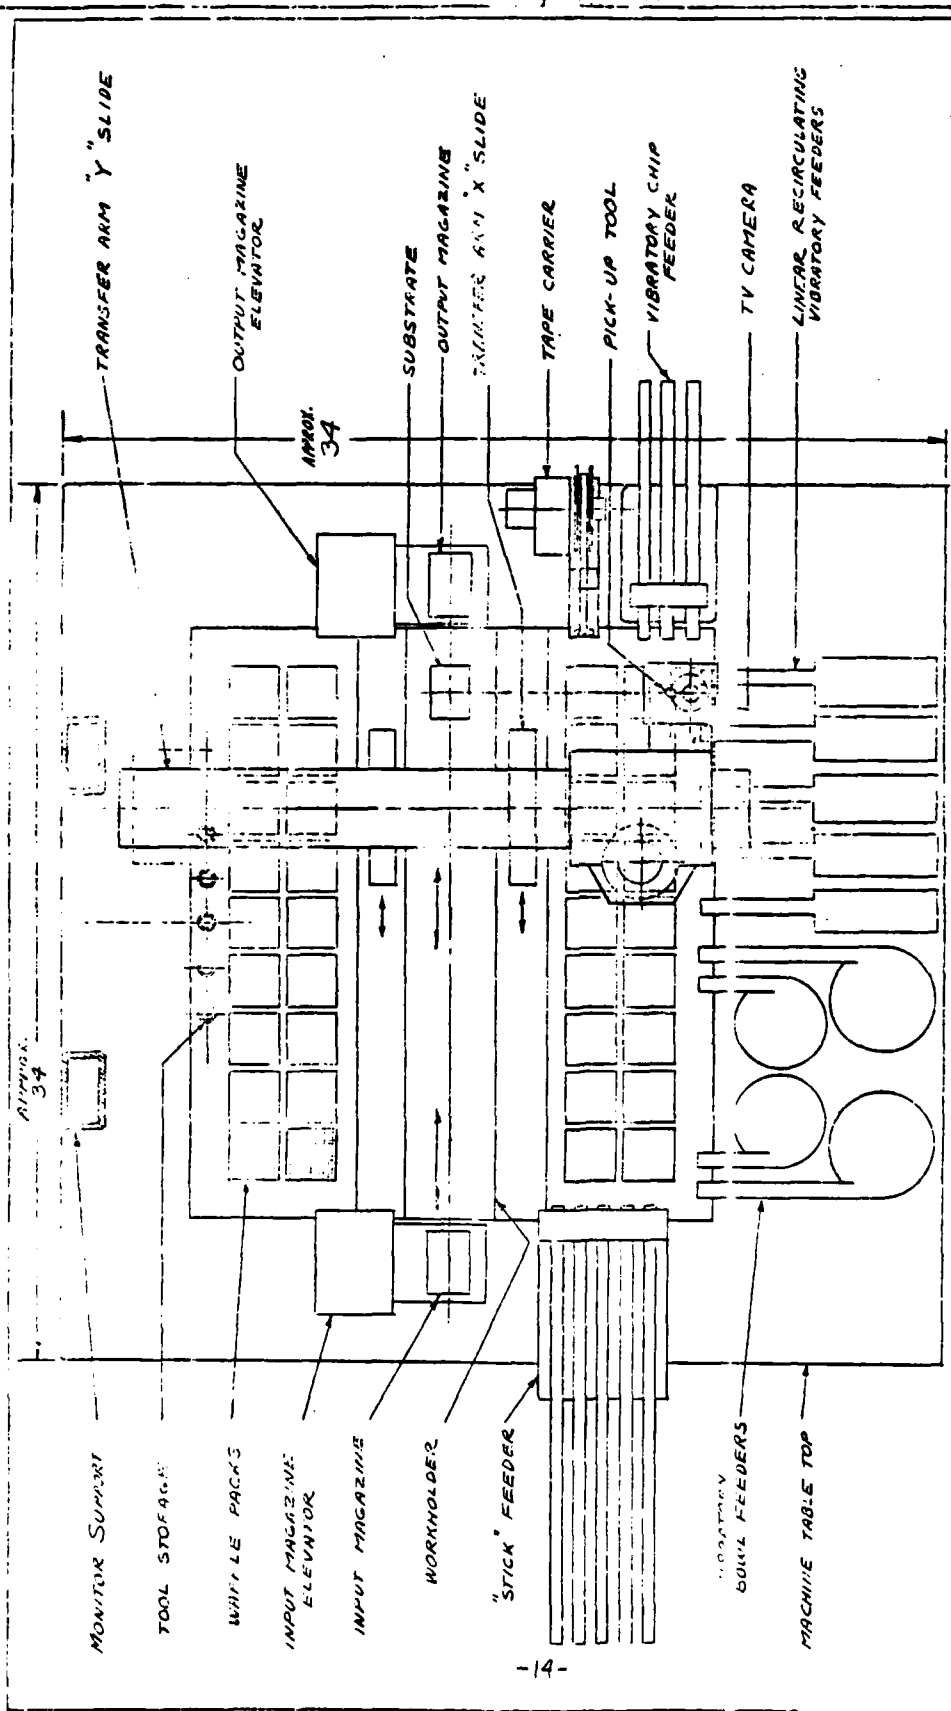 TRANSFER ARM "Y" SLIDE
OUTPUT MAGAZINE
ELEVATOR
APPROX.
34
SUBSTRATE
OUTPUT MAGAZINE
TRANSFER ARM "X" SLIDE
TAPE CARRIER
PICK-UP TOOL
VIBRATORY CHIP
FEEDER
TV CAMERA
LINEAR RECIRCULATING
VIBRATORY FEEDERS
APPROX.
34
MONITOR SUPPORT
TOOL STORAGE
WAFFLE PACKS
INPUT MAGAZINE
ELEVATOR
INPUT MAGAZINE
WORKHOLDER
"STICK" FEEDER
BOWL FEEDERS
MACHINE TABLE TOP
-14-